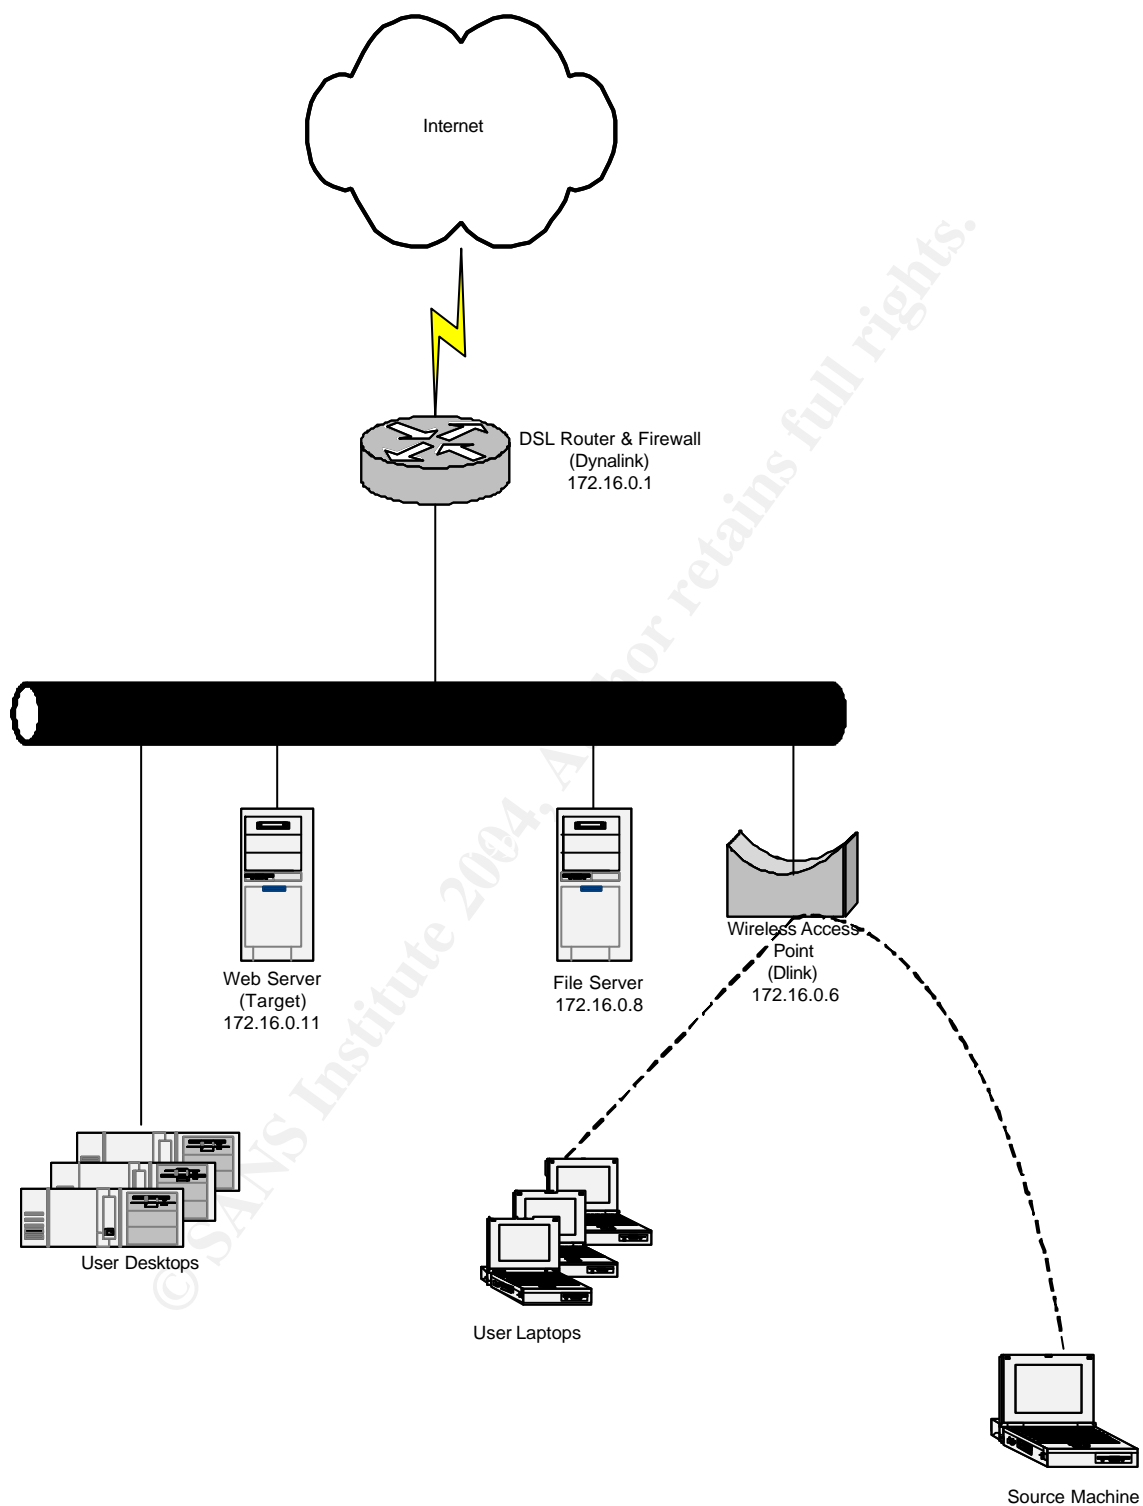 Internet
DSL Router & Firewall
(Dynalink)
172.16.0.1
Web Server
(Target)
172.16.0.11
File Server
172.16.0.8
Wireless Access
Point
(Dlink)
172.16.0.6
User Desktops
User Laptops
Source Machine
© SANS Institute 2004, Author retains full rights.